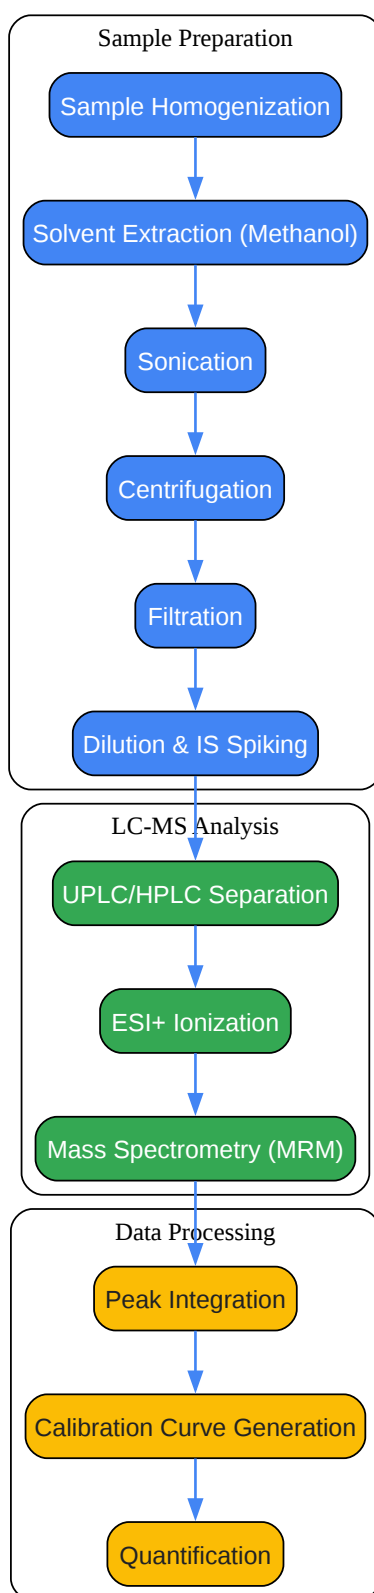 Sample Preparation
Sample Homogenization
Solvent Extraction (Methanol)
Sonication
Centrifugation
Filtration
Dilution & IS Spiking
LC-MS Analysis
UPLC/HPLC Separation
ESI+ Ionization
Mass Spectrometry (MRM)
Data Processing
Peak Integration
Calibration Curve Generation
Quantification